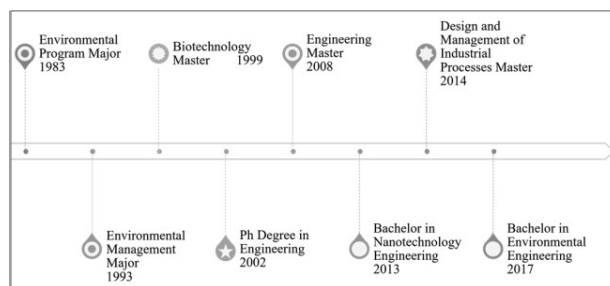 Environmental
Program Major
1983
Biotechnology
Master 1999
Engineering
Master
2008
Design and
Management of
Industrial
Processes Master
2014
Environmental
Management
Major
1993
Ph Degree in
Engineering
2002
Bachelor in
Nanotechnology
Engineering
2013
Bachelor in
Environmental
Engineering
2017